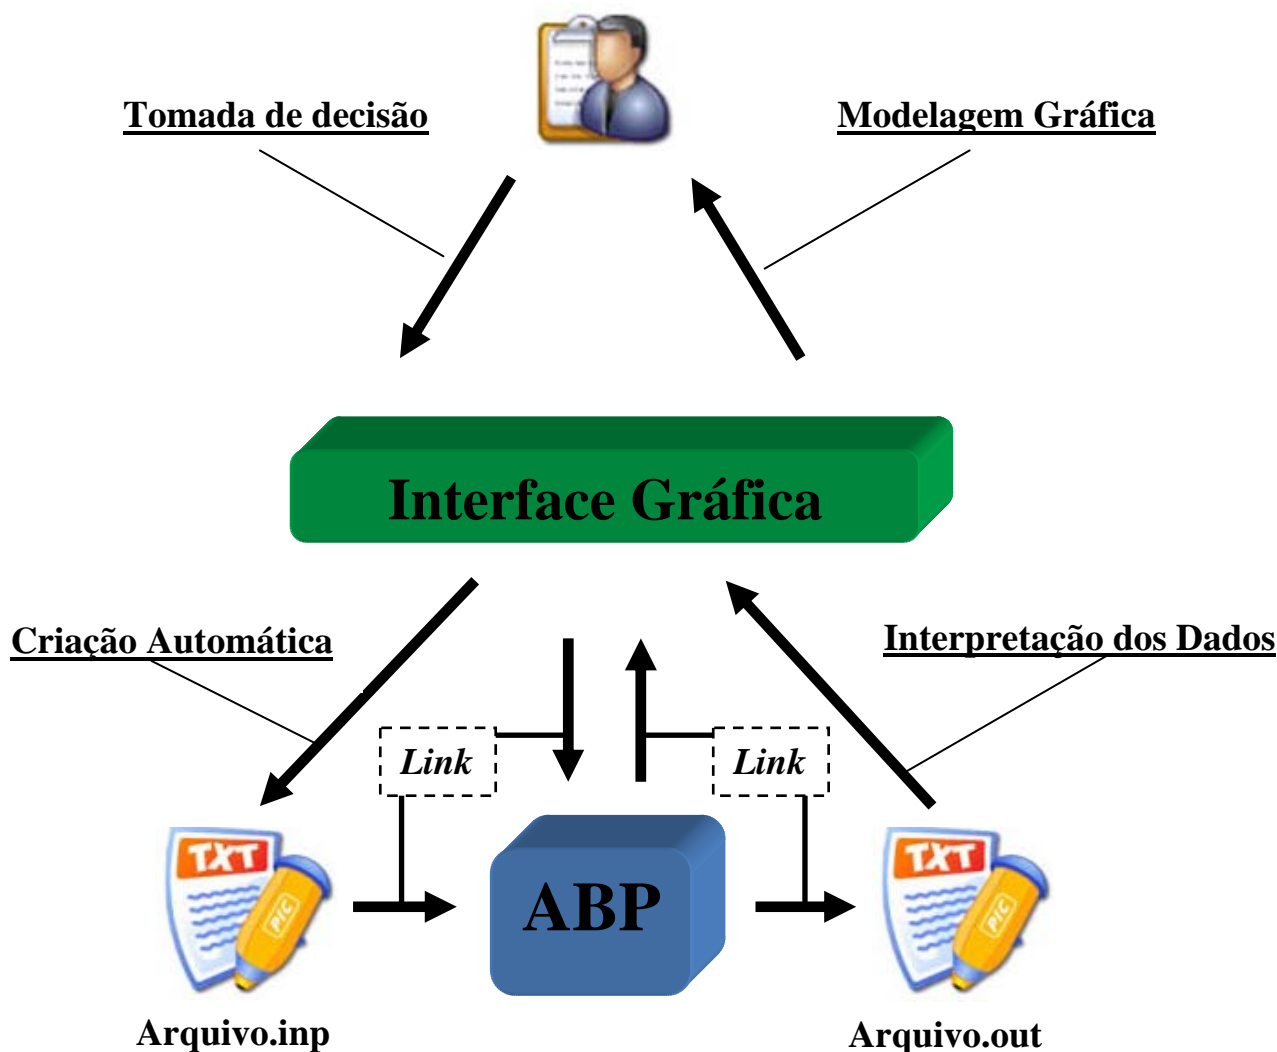 Tomada de decisão
Modelagem Gráfica
Interface Gráfica
Criação Automática
Interpretação dos Dados
Link
Link
TXT
PIC
ABP
TXT
PIC
Arquivo.inp
Arquivo.out